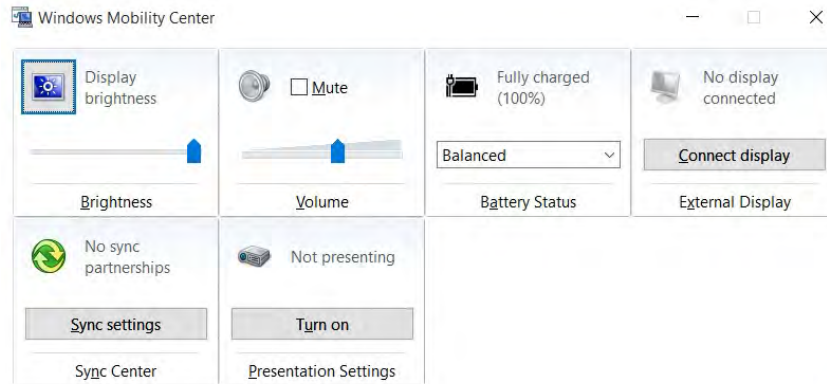 Windows Mobility Center
Display
brightness
Brightness
Mute
Volume
Fully charged
(100%)
Balanced
Battery Status
No display
connected
Connect display
External Display
No sync
partnerships
Sync settings
Sync Center
Not presenting
Turn on
Presentation Settings